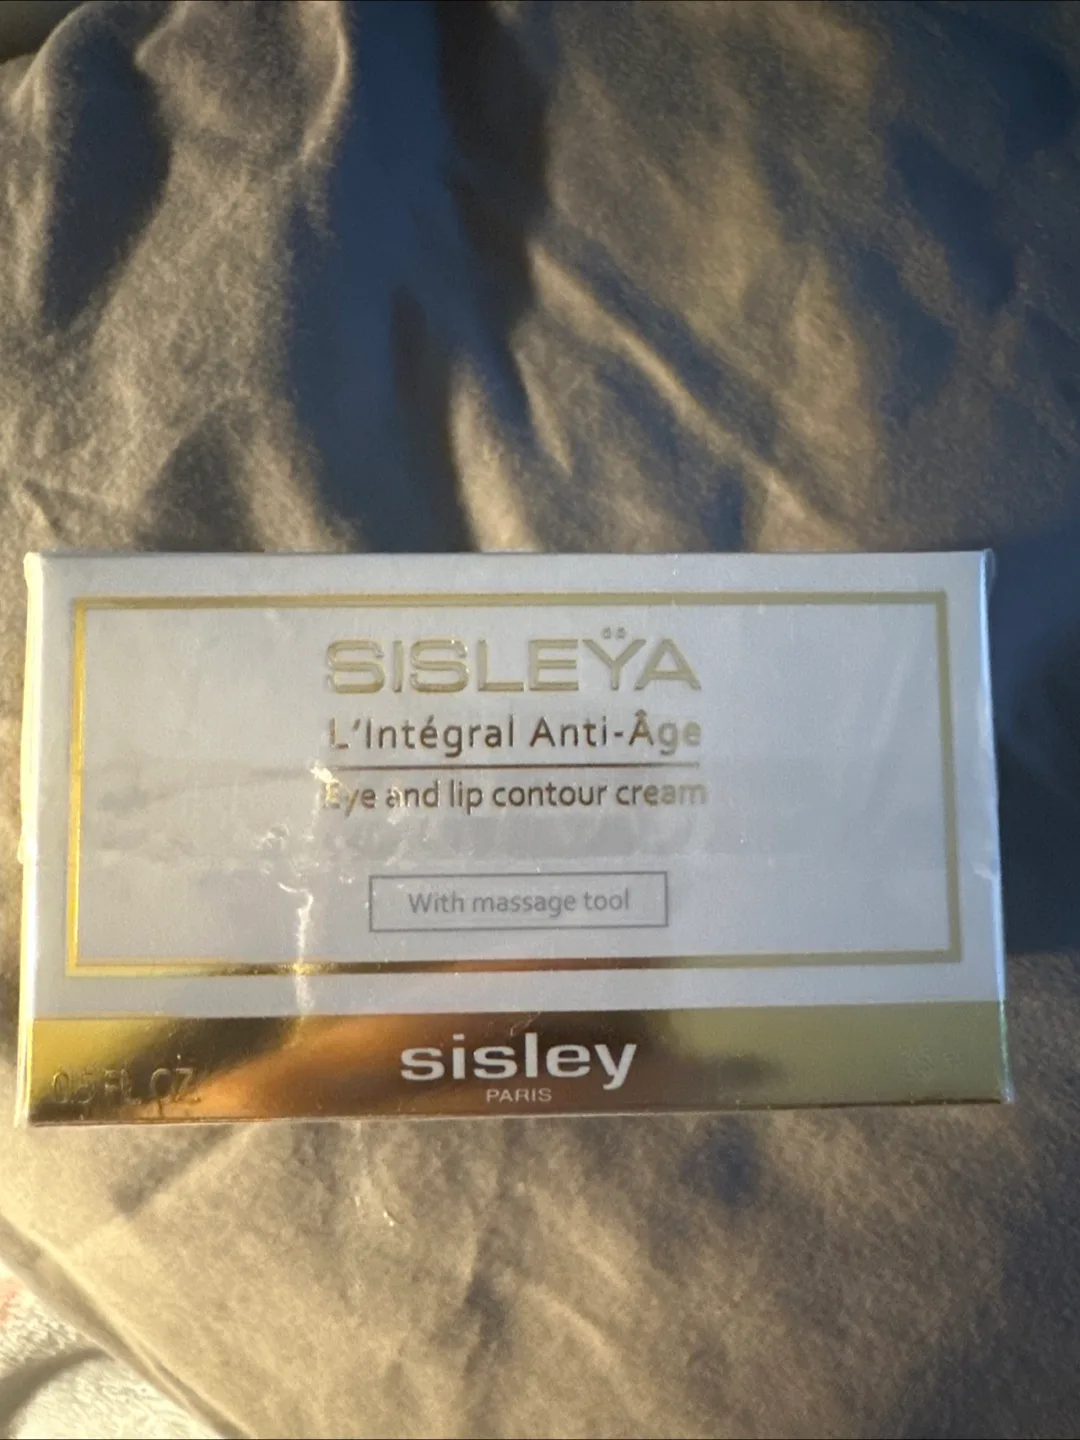 SISLEŸA
L'Intégral Anti-Âge
Eye and lip contour cream
With massage tool
sisley
PARIS
0.5 FL. OZ.